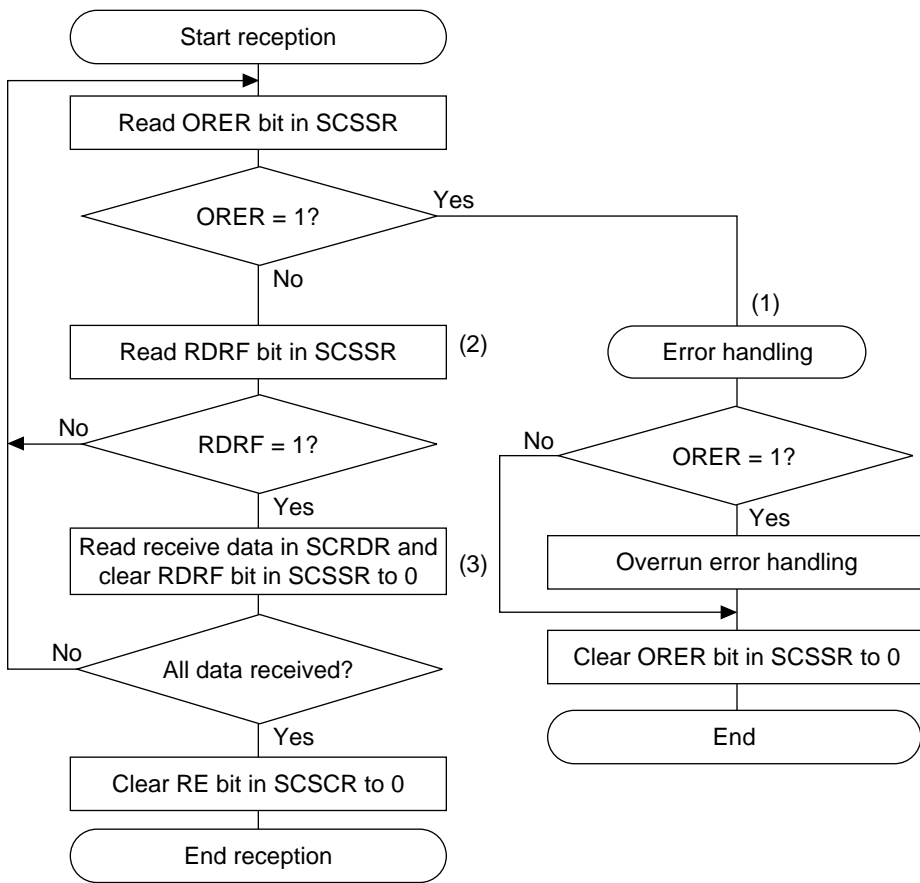 Start reception
Read ORER bit in SCSSR
ORER = 1?
Yes
No
(1)
Read RDRF bit in SCSSR
(2)
Error handling
No
RDRF = 1?
Yes
No
ORER = 1?
Yes
Read receive data in SCRDR and
clear RDRF bit in SCSSR to 0
(3)
Overrun error handling
No
All data received?
Yes
Clear ORER bit in SCSSR to 0
End
Clear RE bit in SCSCR to 0
End reception